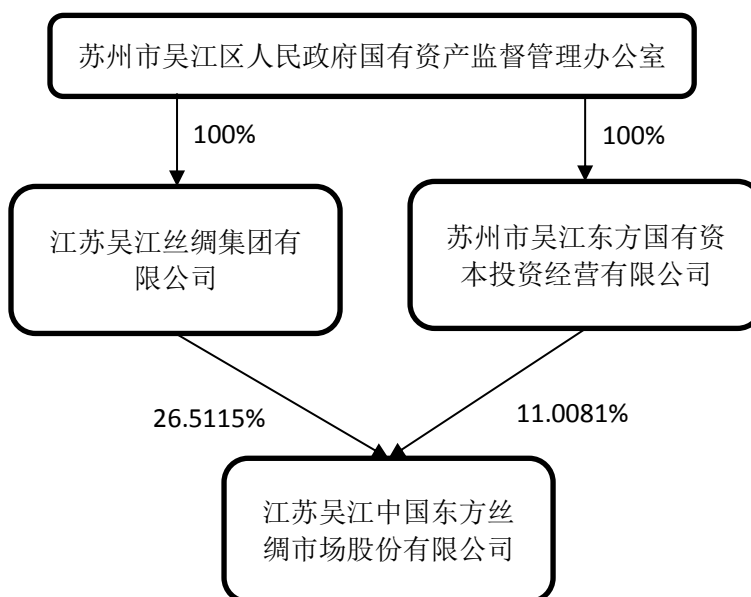 苏州市吴江区人民政府国有资产监督管理办公室
100%
100%
江苏吴江丝绸集团有
限公司
苏州市吴江东方国有资
本投资经营有限公司
26.5115%
11.0081%
江苏吴江中国东方丝
绸市场股份有限公司